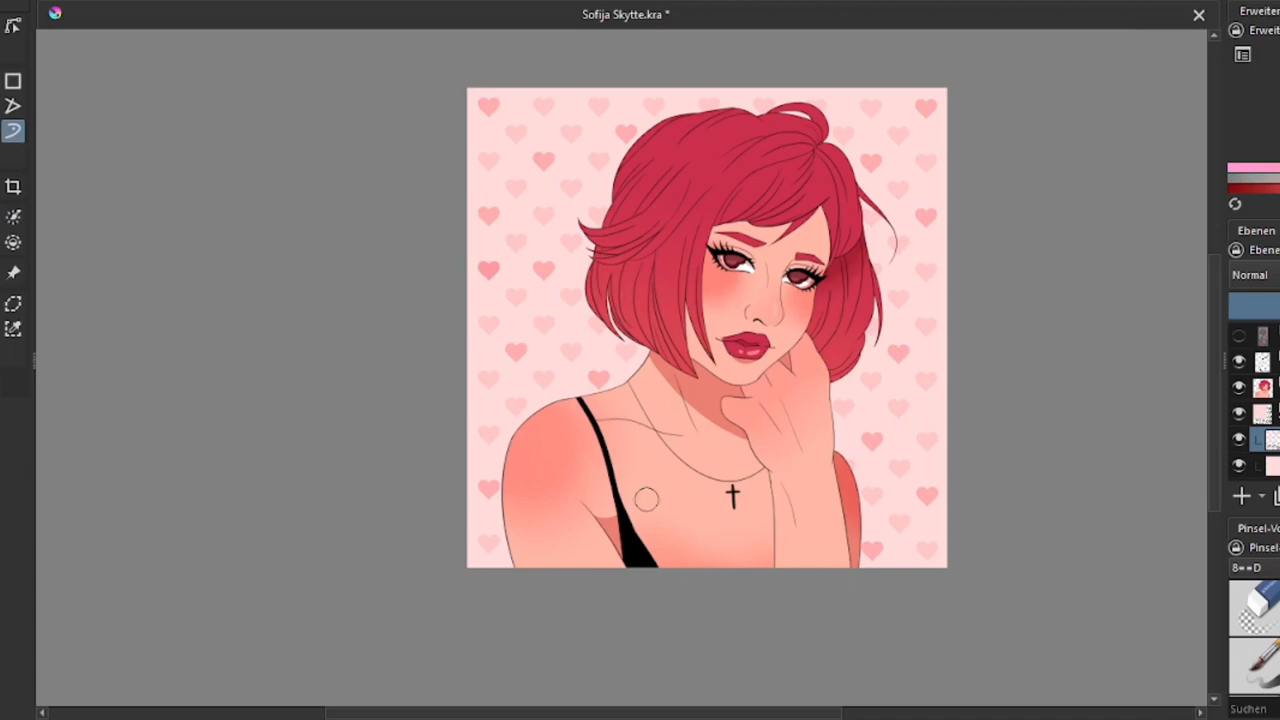 Sofija Skytte.kra *
Erweiter
Erweit
Ebenen
Ebene
Normal
Pinsel-Vo
Pinsel-
8==D
Suchen